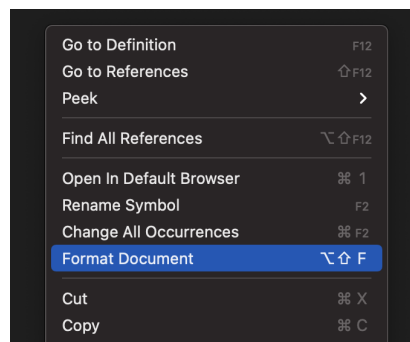 Go to Definition F12
Go to References ⇧F12
Peek
Find All References ⌥⇧F12
Open In Default Browser ⌘ 1
Rename Symbol F2
Change All Occurrences ⌘ F2
Format Document ⌥⇧ F
Cut ⌘ X
Copy ⌘ C